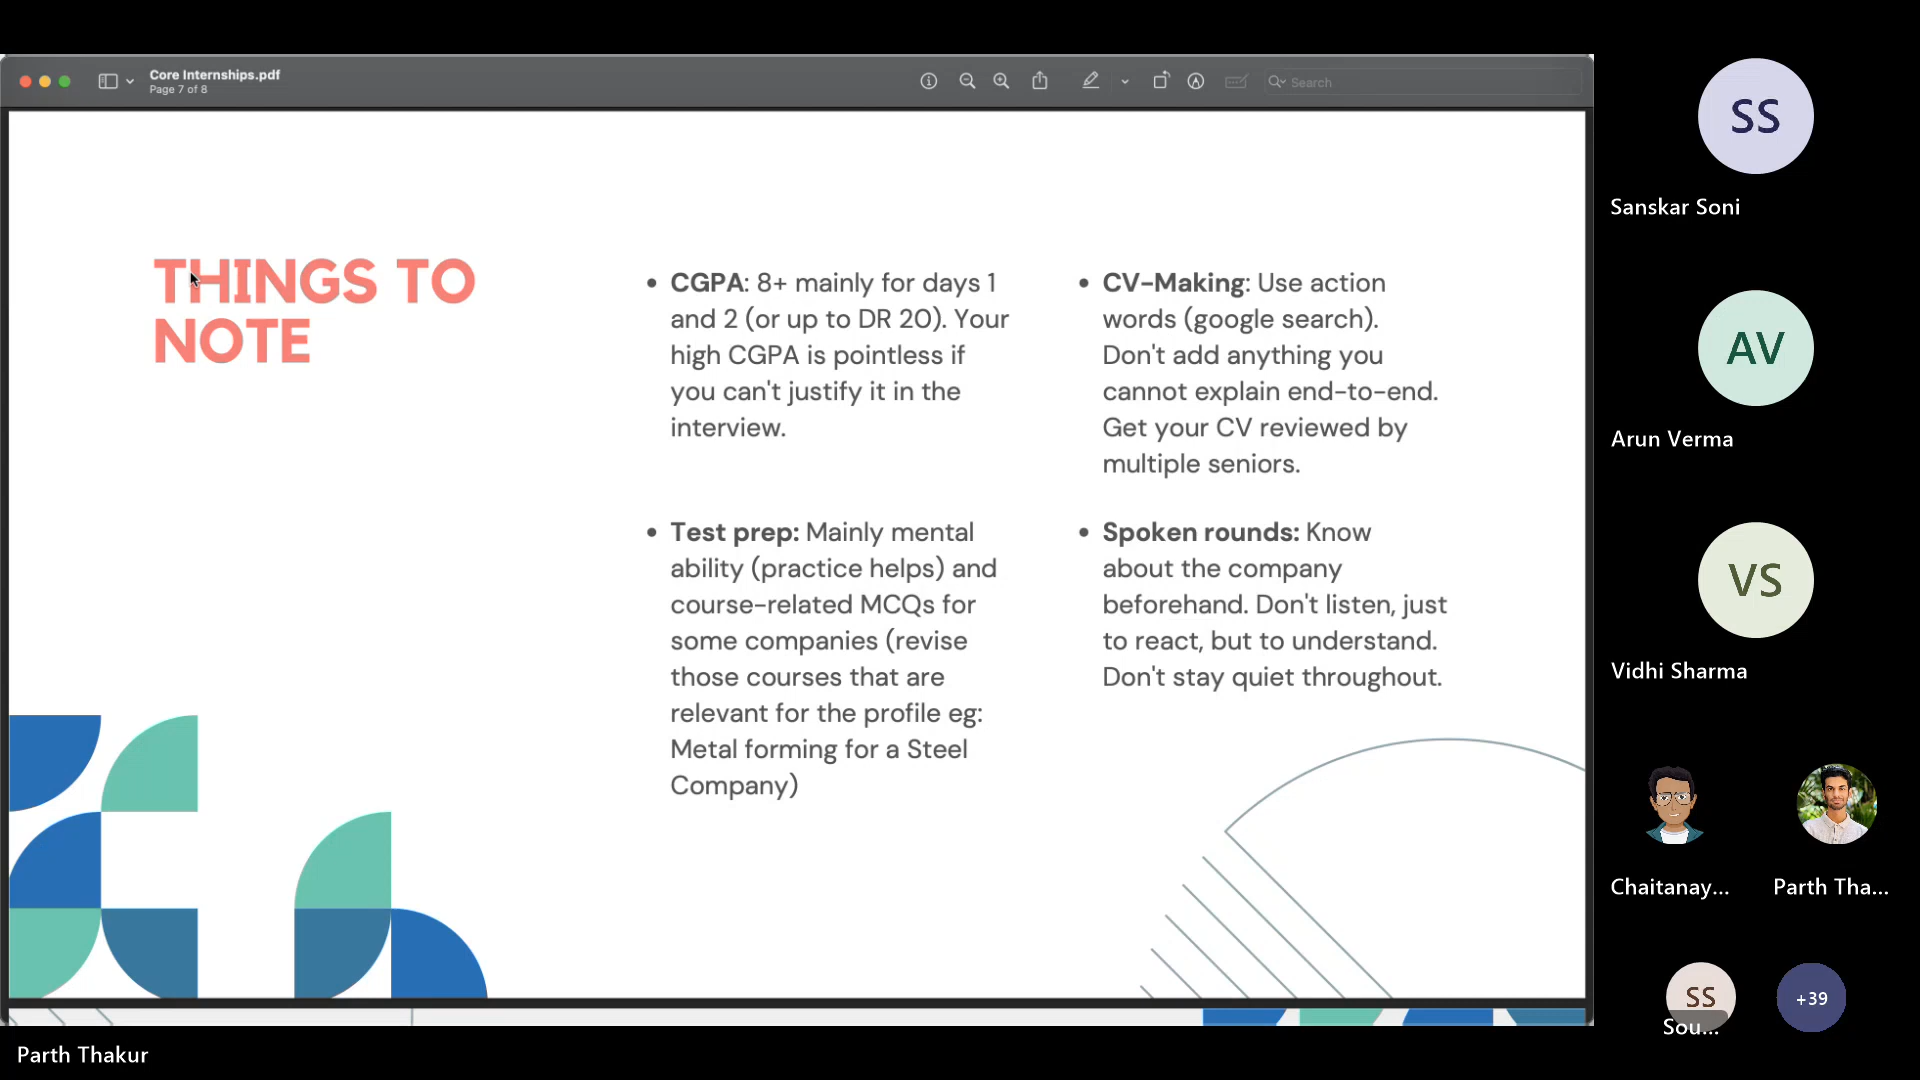 Core Internships.pdf
Page 7 of 8
Search
THINGS TO
NOTE
• CGPA: 8+ mainly for days 1
and 2 (or up to DR 20). Your
high CGPA is pointless if
you can't justify it in the
interview.
• Test prep: Mainly mental
ability (practice helps) and
course-related MCQs for
some companies (revise
those courses that are
relevant for the profile eg:
Metal forming for a Steel
Company)
• CV-Making: Use action
words (google search).
Don't add anything you
cannot explain end-to-end.
Get your CV reviewed by
multiple seniors.
• Spoken rounds: Know
about the company
beforehand. Don't listen, just
to react, but to understand.
Don't stay quiet throughout.
SS
Sanskar Soni
AV
Arun Verma
VS
Vidhi Sharma
Chaitanay...
Parth Tha...
SS
Sou...
+39
Parth Thakur